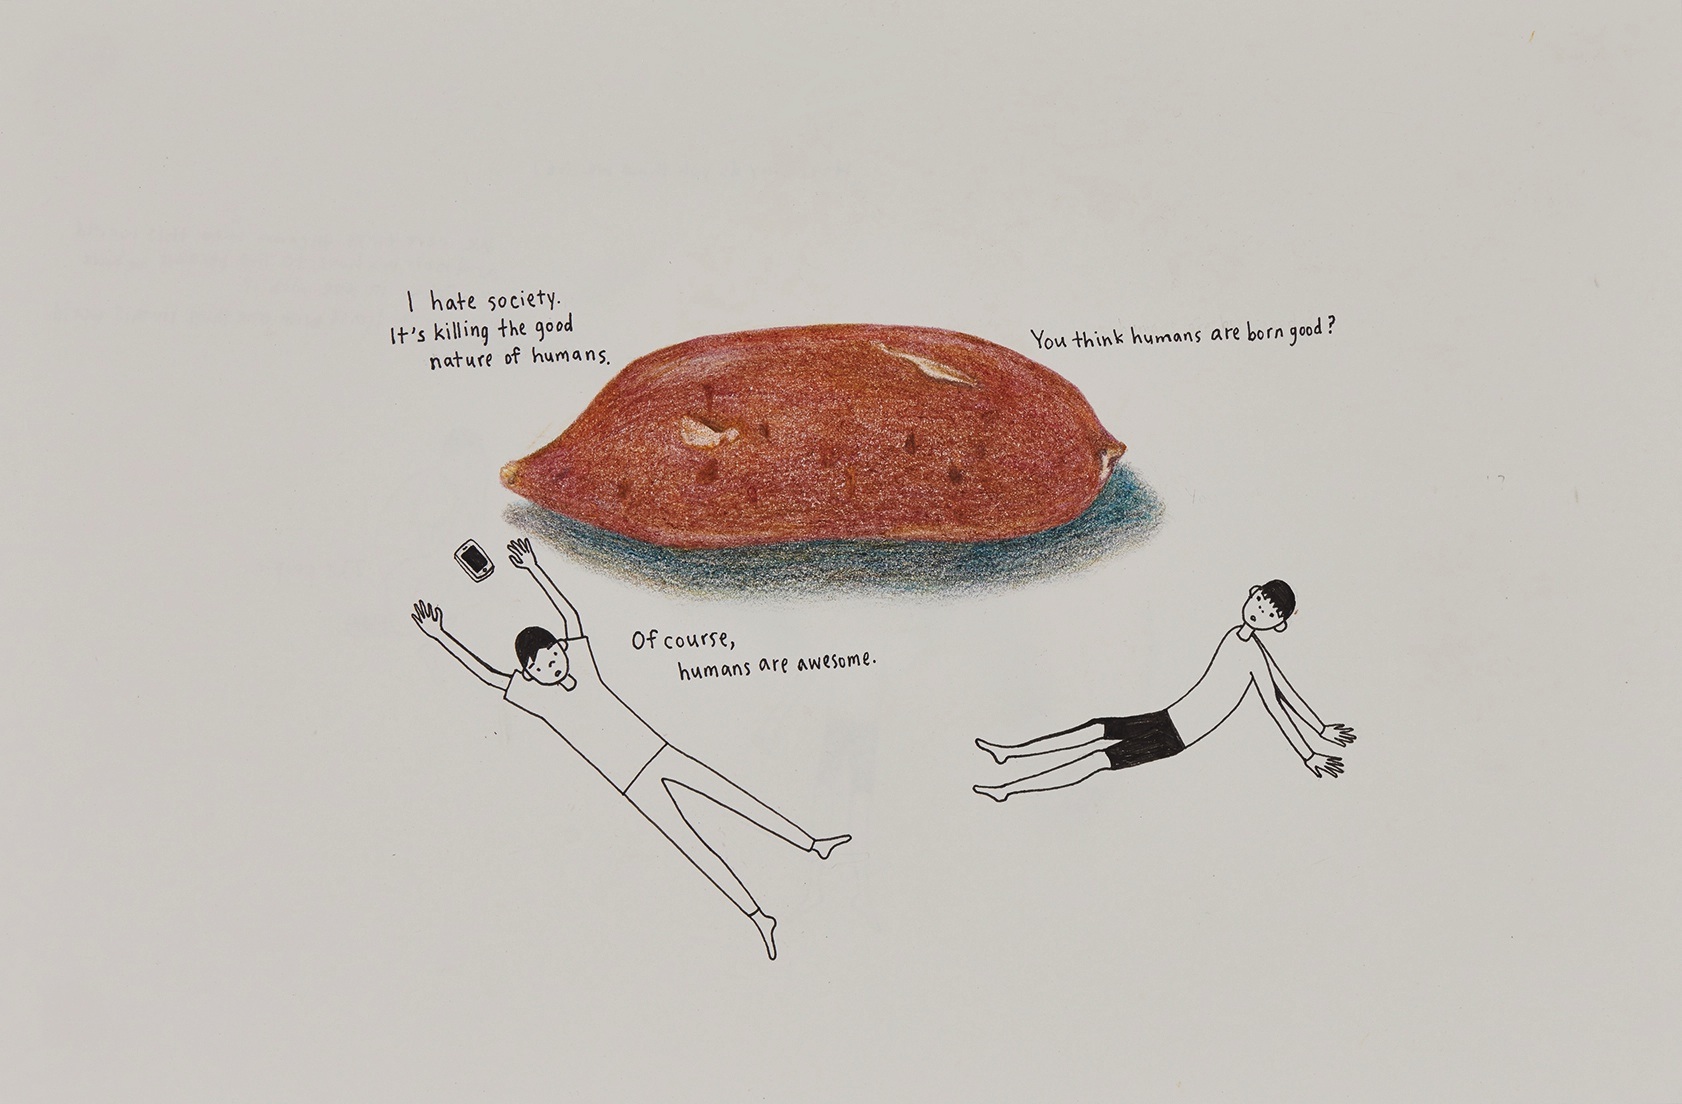 I hate society.
It's killing the good
nature of humans.
You think humans are born good?
Of course,
humans are awesome.